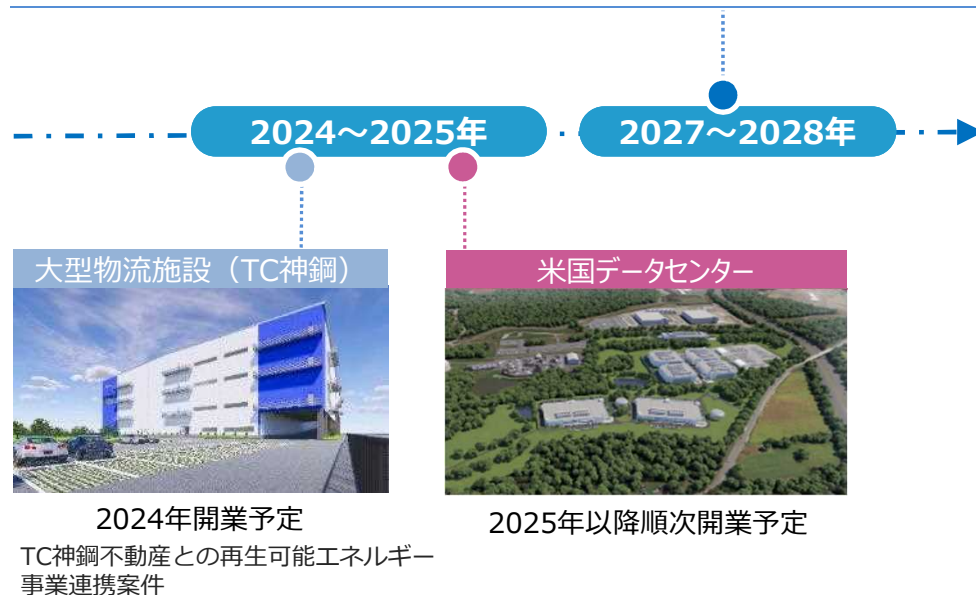 2024～2025年
2027～2028年
大型物流施設（TC神鋼）
米国データセンター
2024年開業予定
2025年以降順次開業予定
TC神鋼不動産との再生可能エネルギー
事業連携案件